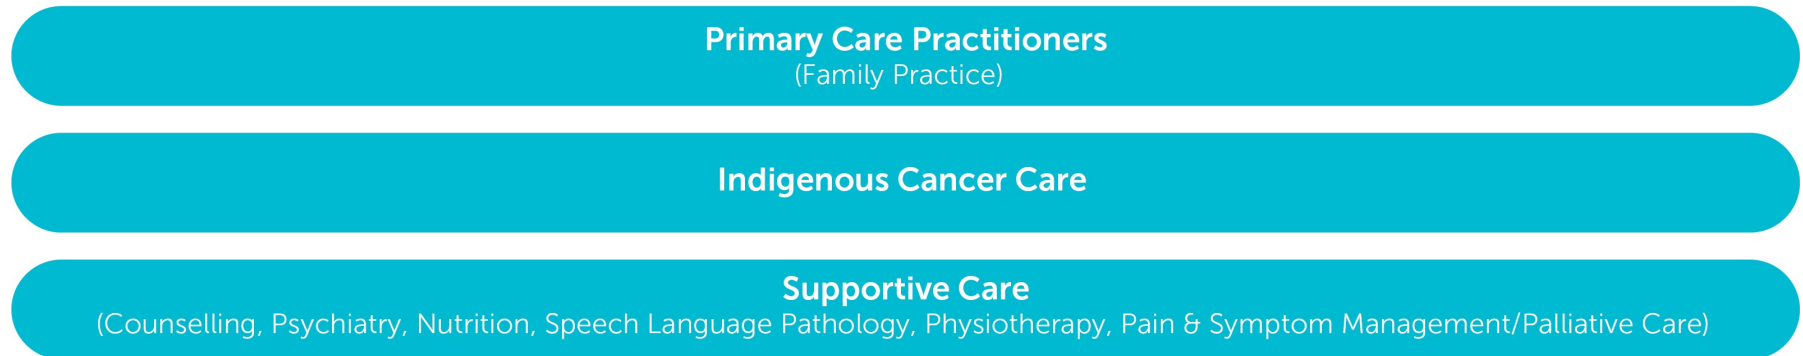 Primary Care Practitioners
(Family Practice)
Indigenous Cancer Care
Supportive Care
(Counselling, Psychiatry, Nutrition, Speech Language Pathology, Physiotherapy, Pain & Symptom Management/Palliative Care)